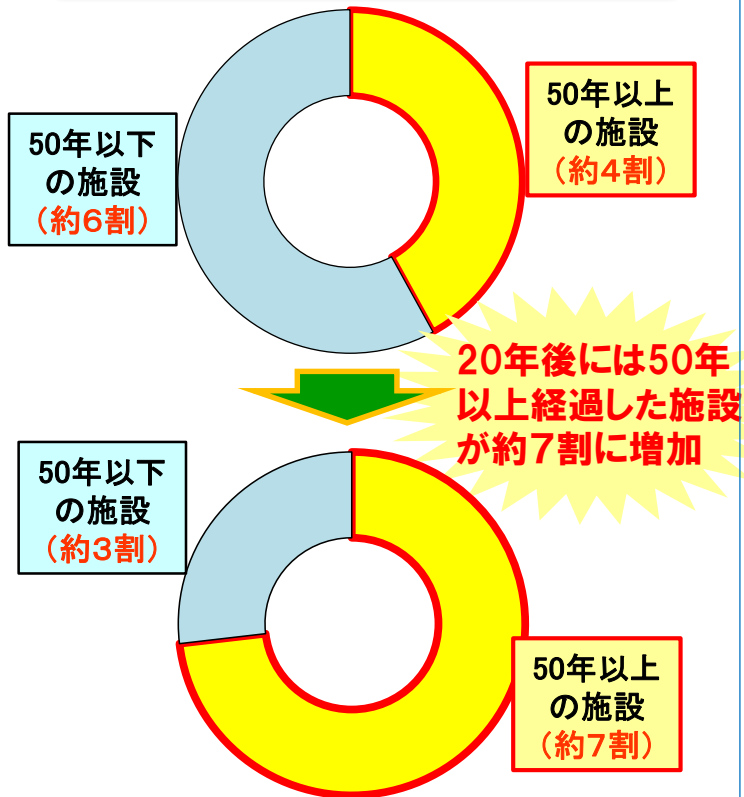 50年以上
の施設
（約4割）
50年以下
の施設
（約6割）
20年後には50年
以上経過した施設
が約7割に増加
50年以下
の施設
（約3割）
50年以上
の施設
（約7割）